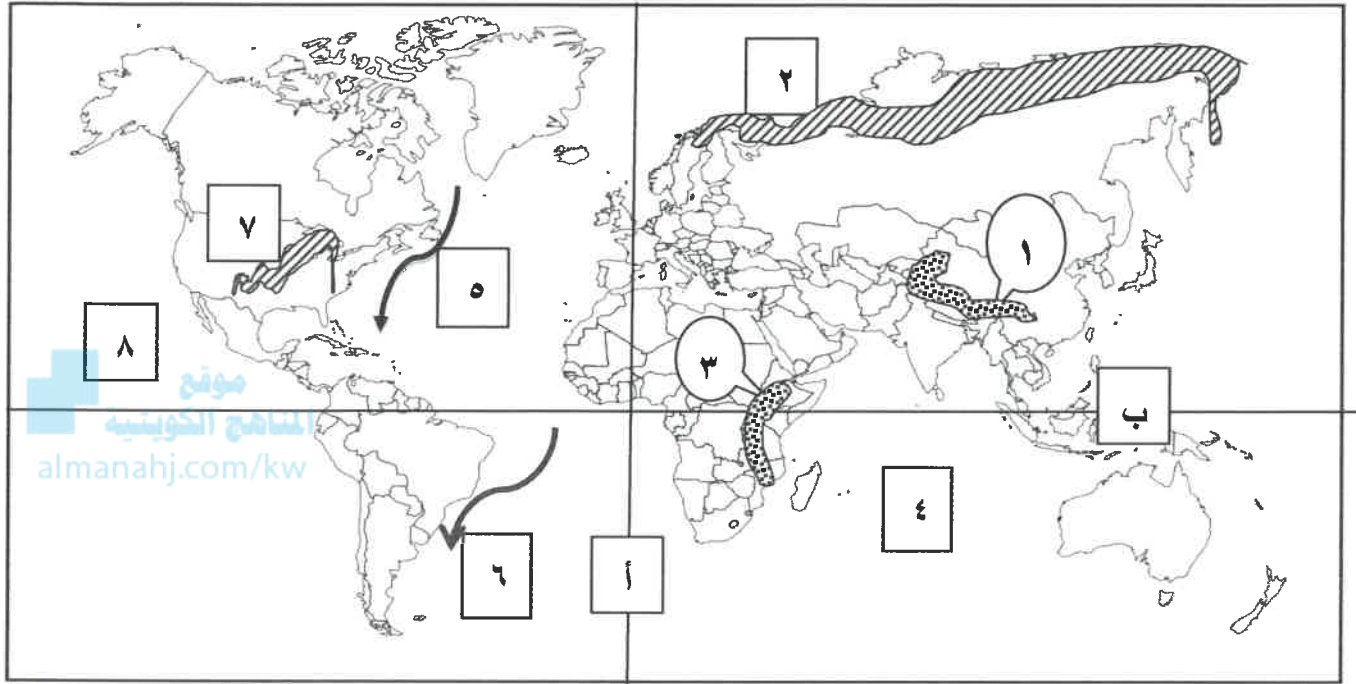 ٢
٧
١
٥
٨
٣
ب
٤
٦
أ
موقع
المناهج الكويتية
almanahj.com/kw